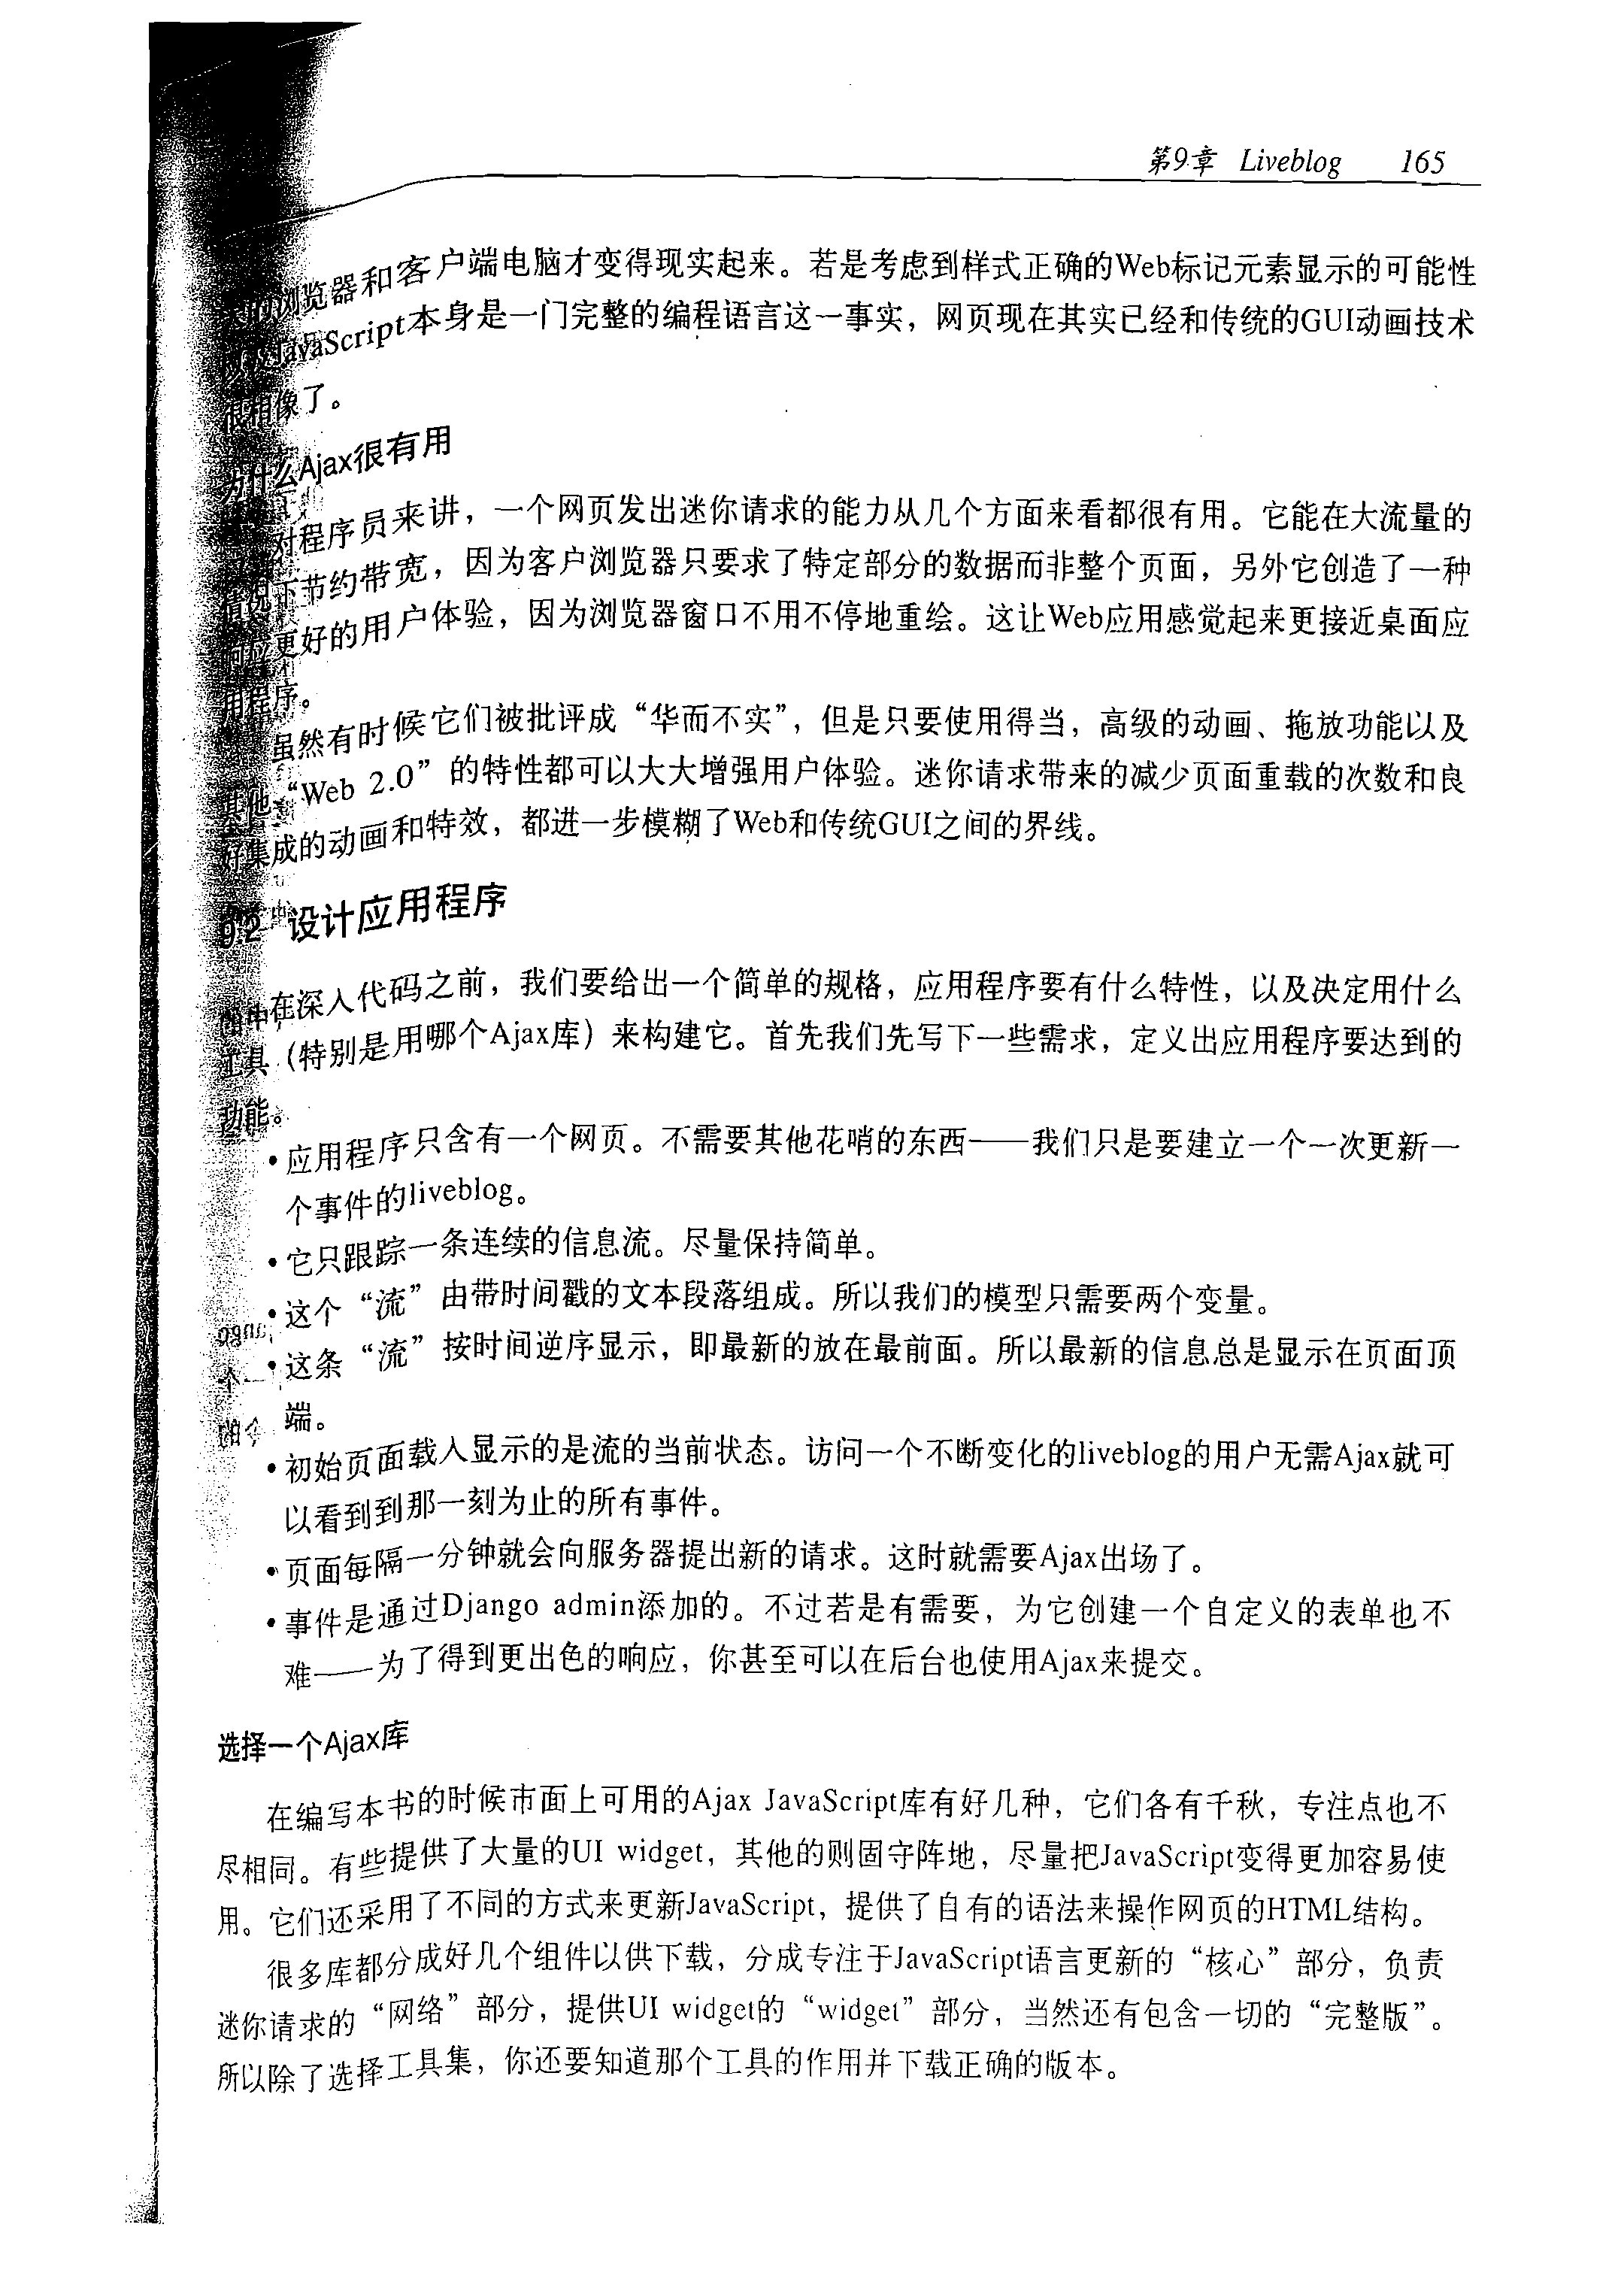 第9章 Liveblog 165
的浏览器和客户端电脑才变得现实起来。若是考虑到样式正确的Web标记元素显示的可能性
JavaScript本身是一门完整的编程语言这一事实，网页现在其实已经和传统的GUI动画技术
很相像了。
为什么Ajax很有用
对程序员来讲，一个网页发出迷你请求的能力从几个方面来看都很有用。它能在大流量的
情况下节约带宽，因为客户浏览器只要求了特定部分的数据而非整个页面，另外它创造了一种
响应更好的用户体验，因为浏览器窗口不用不停地重绘。这让Web应用感觉起来更接近桌面应
用程序。
虽然有时候它们被批评成“华而不实”，但是只要使用得当，高级的动画、拖放功能以及
其他“Web 2.0”的特性都可以大大增强用户体验。迷你请求带来的减少页面重载的次数和良
好集成的动画和特效，都进一步模糊了Web和传统GUI之间的界线。
9.2 设计应用程序
在深入代码之前，我们要给出一个简单的规格，应用程序要有什么特性，以及决定用什么
工具（特别是用哪个Ajax库）来构建它。首先我们先写下一些需求，定义出应用程序要达到的
功能。
•应用程序只含有一个网页。不需要其他花哨的东西——我们只是要建立一个一次更新一
个事件的liveblog。
•它只跟踪一条连续的信息流。尽量保持简单。
•这个“流”由带时间戳的文本段落组成。所以我们的模型只需要两个变量。
•这条“流”按时间逆序显示，即最新的放在最前面。所以最新的信息总是显示在页面顶
端。
•初始页面载入显示的是流的当前状态。访问一个不断变化的liveblog的用户无需Ajax就可
以看到到那一刻为止的所有事件。
•页面每隔一分钟就会向服务器提出新的请求。这时就需要Ajax出场了。
•事件是通过Django admin添加的。不过若是有需要，为它创建一个自定义的表单也不
难——为了得到更出色的响应，你甚至可以在后台也使用Ajax来提交。
选择一个Ajax库
在编写本书的时候市面上可用的Ajax JavaScript库有好几种，它们各有千秋，专注点也不
尽相同。有些提供了大量的UI widget，其他的则固守阵地，尽量把JavaScript变得更加容易使
用。它们还采用了不同的方式来更新JavaScript，提供了自有的语法来操作网页的HTML结构。
很多库都分成好几个组件以供下载，分成专注于JavaScript语言更新的“核心”部分，负责
迷你请求的“网络”部分，提供UI widget的“widget”部分，当然还有包含一切的“完整版”。
所以除了选择工具集，你还要知道那个工具的作用并下载正确的版本。